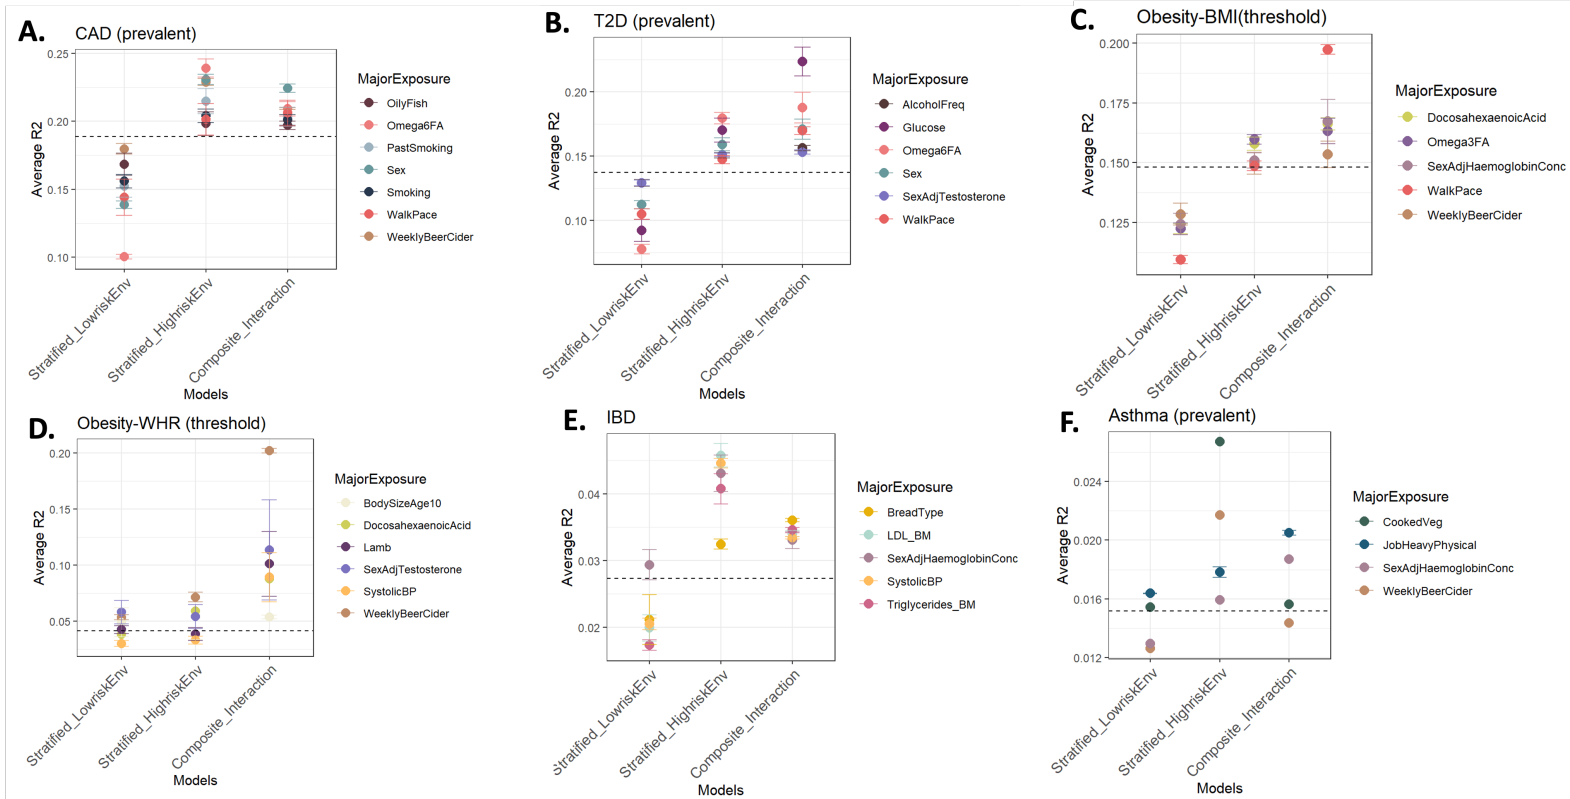 A.
CAD (prevalent)
0.25
0.20
0.15
0.10
Average R2
Stratified_LowriskEnv
Stratified_HighriskEnv
Composite_Interaction
Models
MajorExposure
OilyFish
Omega6FA
PastSmoking
Sex
Smoking
WalkPace
WeeklyBeerCider
B.
T2D (prevalent)
0.20
0.15
0.10
Average R2
Stratified_LowriskEnv
Stratified_HighriskEnv
Composite_Interaction
Models
MajorExposure
AlcoholFreq
Glucose
Omega6FA
Sex
SexAdjTestosterone
WalkPace
C.
Obesity-BMI(threshold)
0.200
0.175
0.150
0.125
Average R2
Stratified_LowriskEnv
Stratified_HighriskEnv
Composite_Interaction
MajorExposure
DocosahexaenoicAcid
Omega3FA
SexAdjHaemoglobinConc
WalkPace
WeeklyBeerCider
D.
Obesity-WHR (threshold)
0.20
0.15
0.10
0.05
Average R2
Stratified_LowriskEnv
Stratified_HighriskEnv
Composite_Interaction
Models
MajorExposure
BodySizeAge10
DocosahexaenoicAcid
Lamb
SexAdjTestosterone
SystolicBP
WeeklyBeerCider
E.
IBD
0.04
0.03
0.02
Average R2
Stratified_LowriskEnv
Stratified_HighriskEnv
Composite_Interaction
Models
MajorExposure
BreadType
LDL_BM
SexAdjHaemoglobinConc
SystolicBP
Triglycerides_BM
F.
Asthma (prevalent)
0.024
0.020
0.016
0.012
Average R2
Stratified_LowriskEnv
Stratified_HighriskEnv
Composite_Interaction
Models
MajorExposure
CookedVeg
JobHeavyPhysical
SexAdjHaemoglobinConc
WeeklyBeerCider